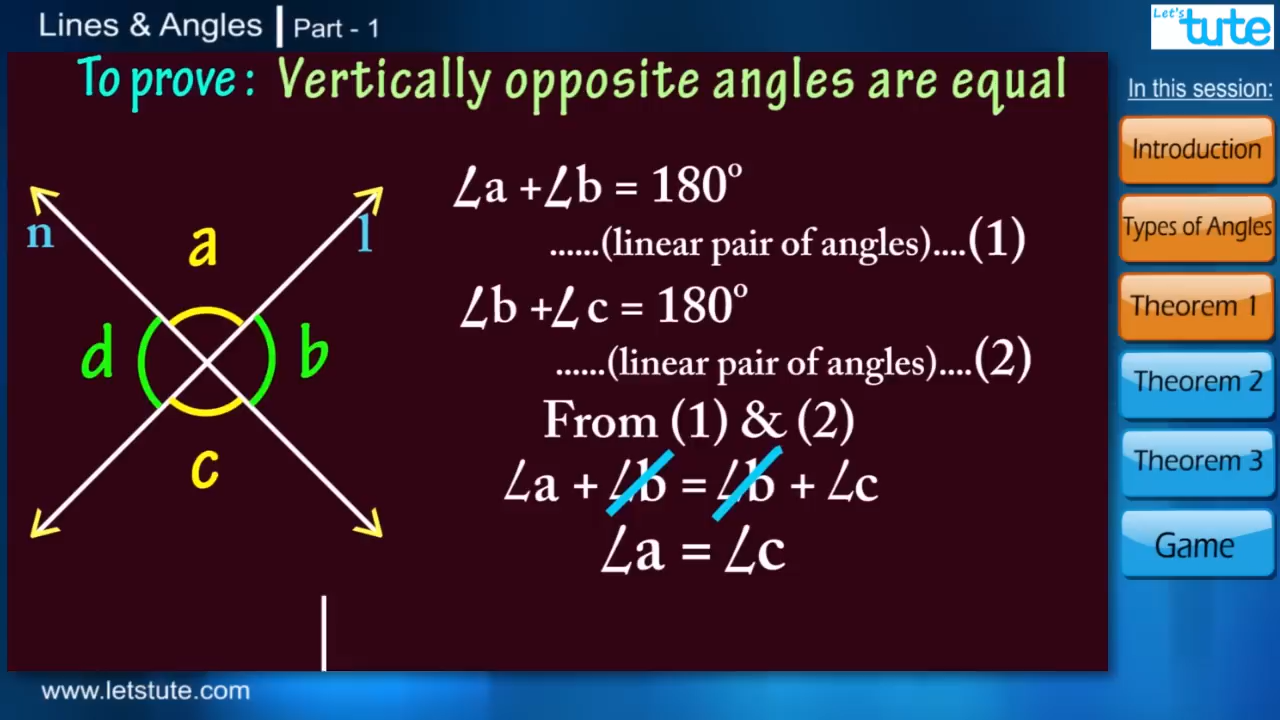 Lines & Angles | Part - 1
Let's tute
To prove : Vertically opposite angles are equal
In this session:
Introduction
Types of Angles
Theorem 1
Theorem 2
Theorem 3
Game
n
l
a
d
b
c
∠a + ∠b = 180°
......(linear pair of angles)....(1)
∠b + ∠c = 180°
......(linear pair of angles)....(2)
From (1) & (2)
∠a + ∠b = ∠b + ∠c
∠a = ∠c
www.letstute.com